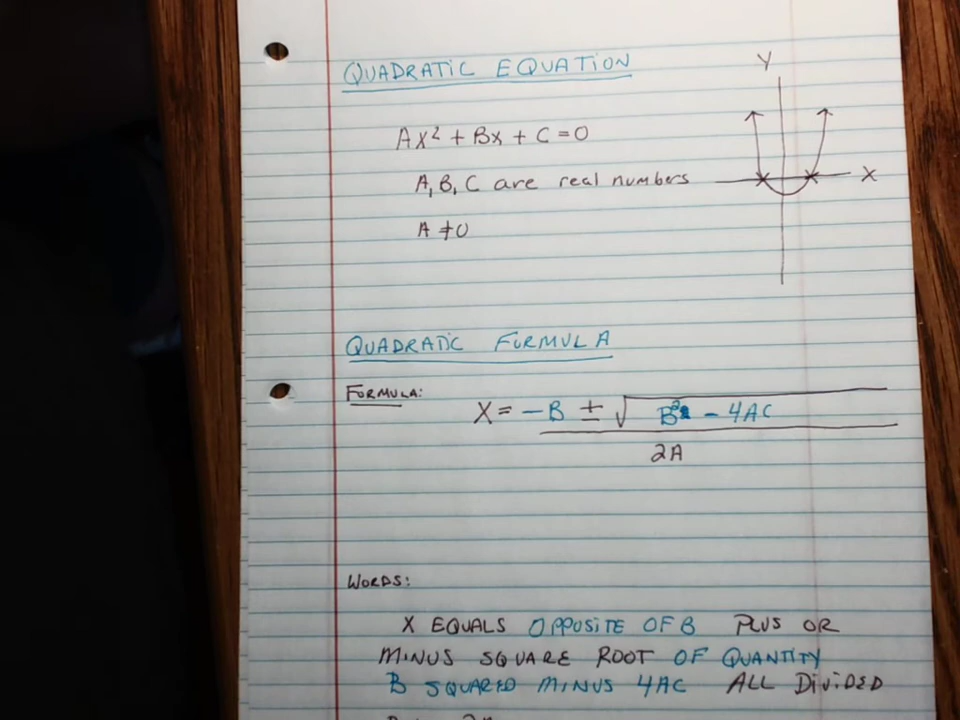 QUADRATIC EQUATION
Y
Ax² + Bx + C = 0
A, B, C are real numbers
X
A ≠ 0
QUADRATIC FORMULA
FORMULA:
X = -B ± √ B² - 4AC
2A
WORDS:
X EQUALS OPPOSITE OF B PLUS OR
MINUS SQUARE ROOT OF QUANTITY
B SQUARED MINUS 4AC ALL DIVIDED